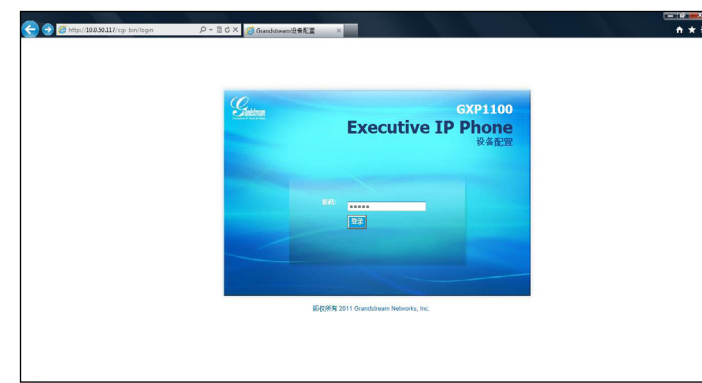 http://10.0.50.117/cgi-bin/login
Grandstream设备配置
Grandstream
GXP1100
Executive IP Phone
设备配置
密码:
登录
版权所有 2011 Grandstream Networks, Inc.